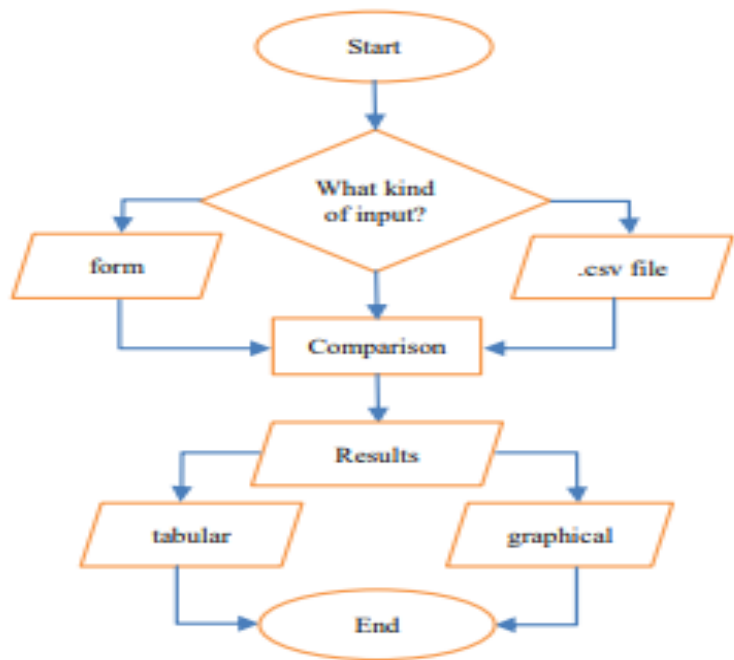 Start
What kind
of input?
form
.csv file
Comparison
Results
tabular
graphical
End